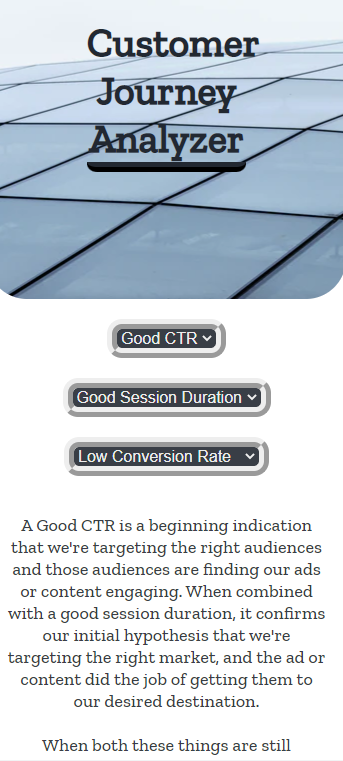 Customer
Journey
Analyzer
Good CTR
Good Session Duration
Low Conversion Rate
A Good CTR is a beginning indication
that we're targeting the right audiences
and those audiences are finding our ads
or content engaging. When combined
with a good session duration, it confirms
our initial hypothesis that we're
targeting the right market, and the ad or
content did the job of getting them to
our desired destination.
When both these things are still